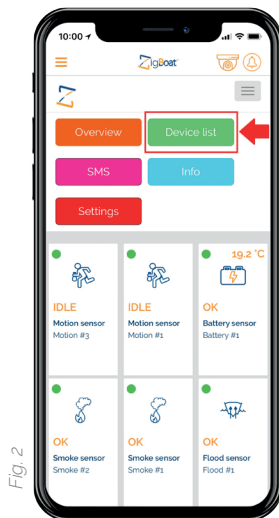 10:00
ZigBoat
Overview
Device list
SMS
Info
Settings
19.2 °C
IDLE
IDLE
OK
Motion sensor
Motion sensor
Battery sensor
Motion #3
Motion #1
Battery #1
OK
OK
OK
Smoke sensor
Smoke sensor
Flood sensor
Smoke #2
Smoke #1
Flood #1
Fig. 2